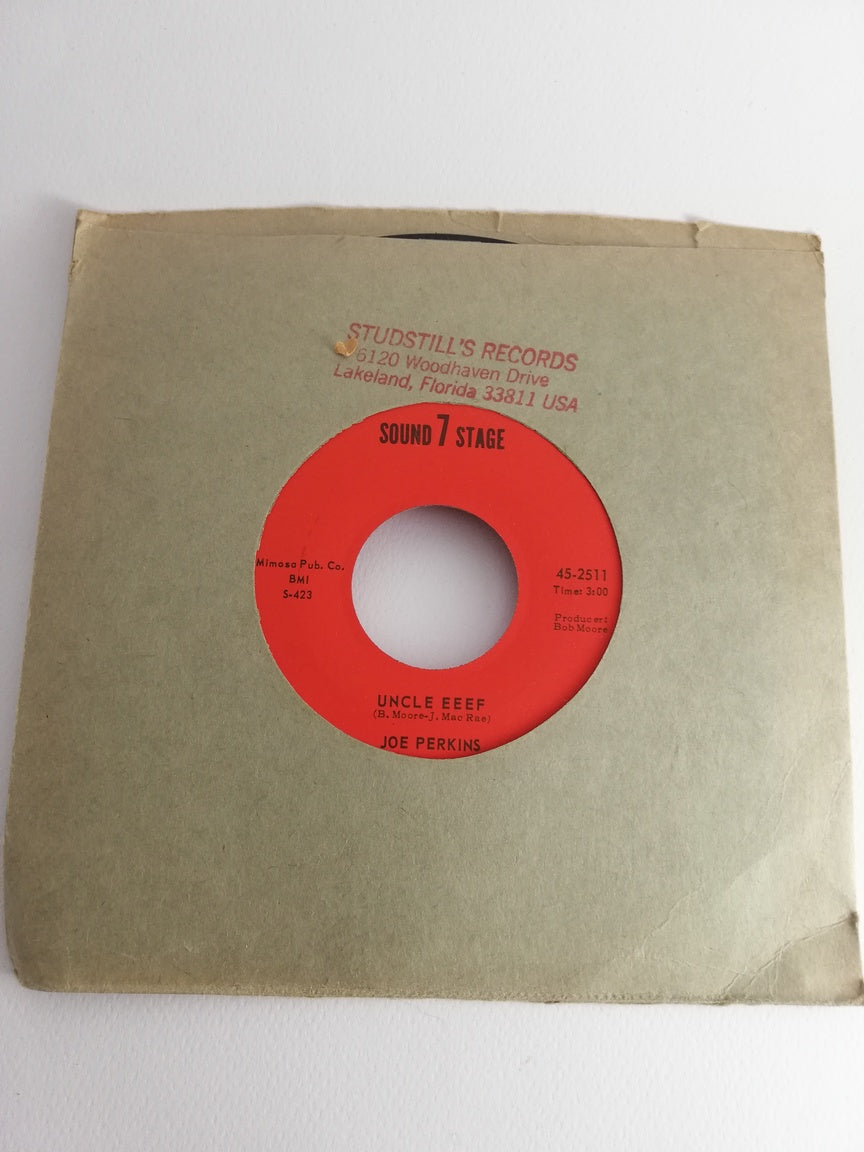 STUDSTILL'S RECORDS
6120 Woodhaven Drive
Lakeland, Florida 33811 USA
SOUND 7 STAGE
Mimosa Pub. Co.
BMI
S-423
45-2511
Time: 3:00
Producer:
Bob Moore
UNCLE EEEF
(B. Moore-J. Mac Rae)
JOE PERKINS